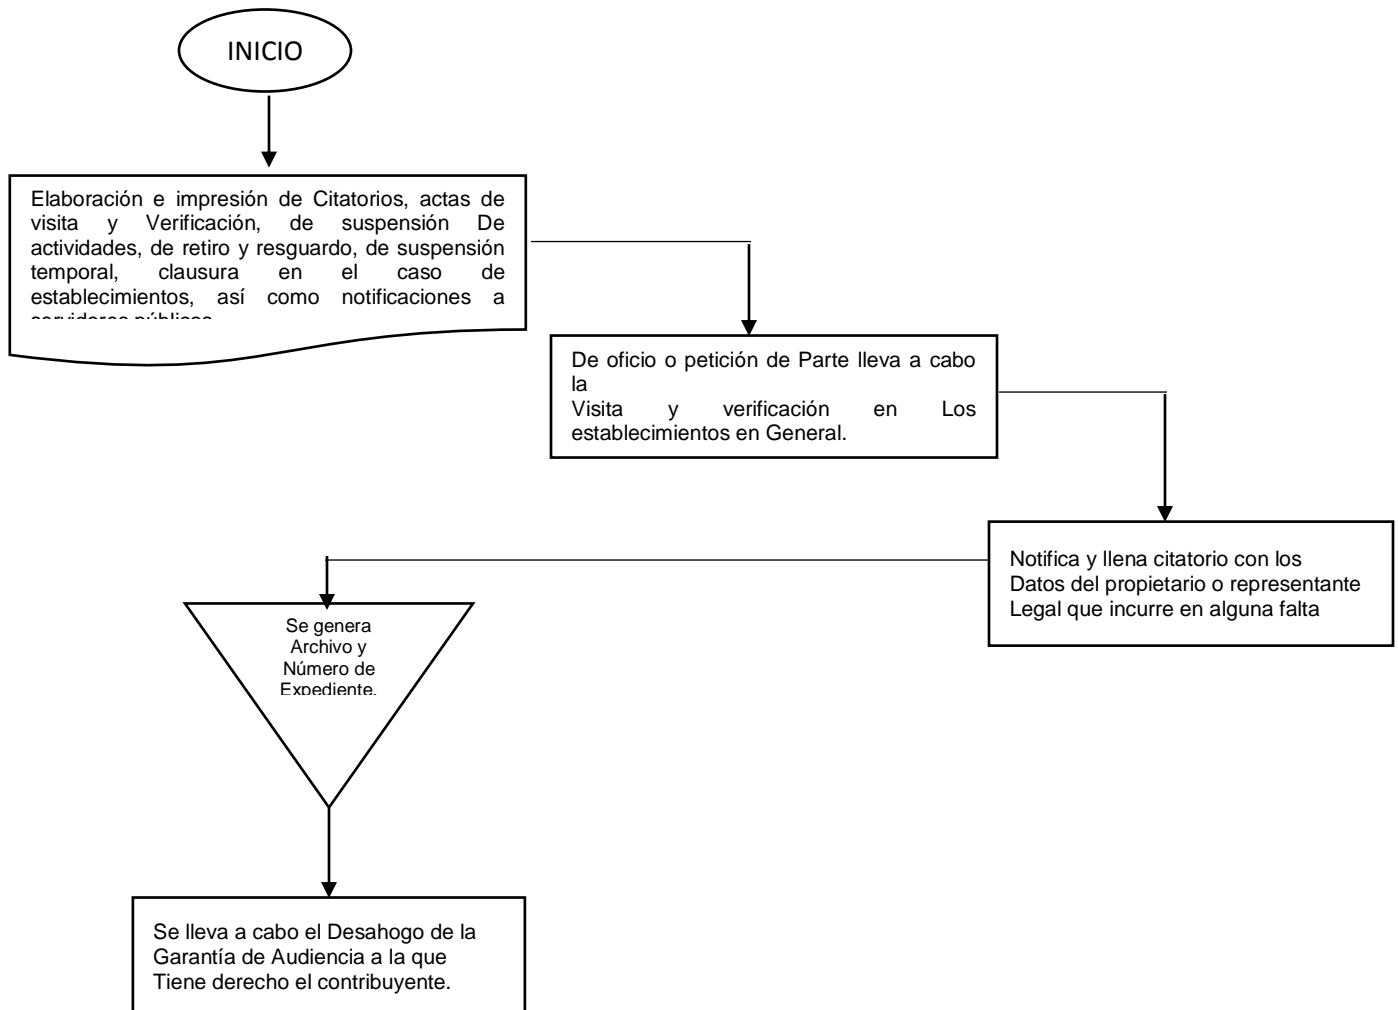 INICIO
Elaboración e impresión de Citatorios, actas de
visita y Verificación, de suspensión De
actividades, de retiro y resguardo, de suspensión
temporal, clausura en el caso de
establecimientos, así como notificaciones a
servidores públicos
De oficio o petición de Parte lleva a cabo
la
Visita y verificación en Los
establecimientos en General.
Notifica y llena citatorio con los
Datos del propietario o representante
Legal que incurre en alguna falta
Se genera
Archivo y
Número de
Expediente.
Se lleva a cabo el Desahogo de la
Garantía de Audiencia a la que
Tiene derecho el contribuyente.